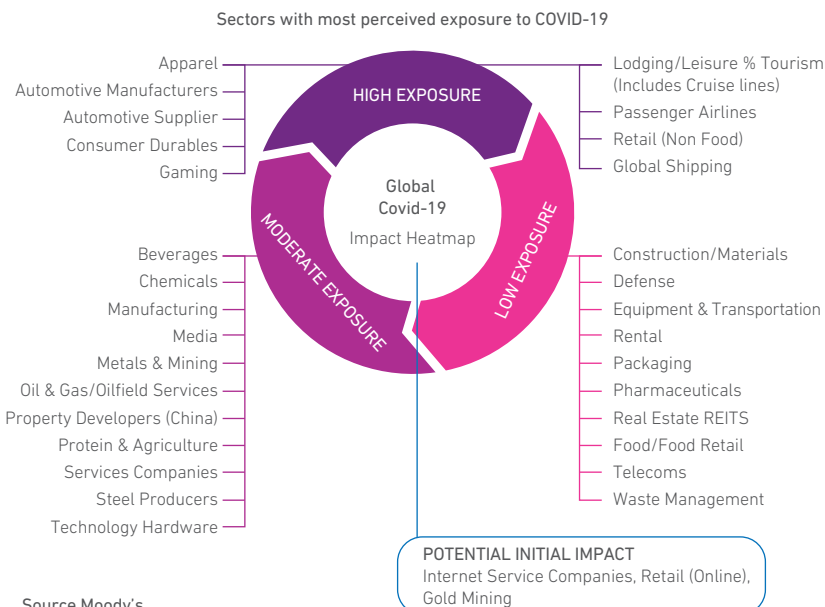 Sectors with most perceived exposure to COVID-19
Apparel
Automotive Manufacturers
Automotive Supplier
Consumer Durables
Gaming
HIGH EXPOSURE
Lodging/Leisure % Tourism
(Includes Cruise lines)
Passenger Airlines
Retail (Non Food)
Global Shipping
Global
Covid-19
Impact Heatmap
MODERATE EXPOSURE
LOW EXPOSURE
Beverages
Chemicals
Manufacturing
Media
Metals & Mining
Oil & Gas/Oilfield Services
Property Developers (China)
Protein & Agriculture
Services Companies
Steel Producers
Technology Hardware
Construction/Materials
Defense
Equipment & Transportation
Rental
Packaging
Pharmaceuticals
Real Estate REITS
Food/Food Retail
Telecoms
Waste Management
POTENTIAL INITIAL IMPACT
Internet Service Companies, Retail (Online),
Gold Mining
Source Moody's